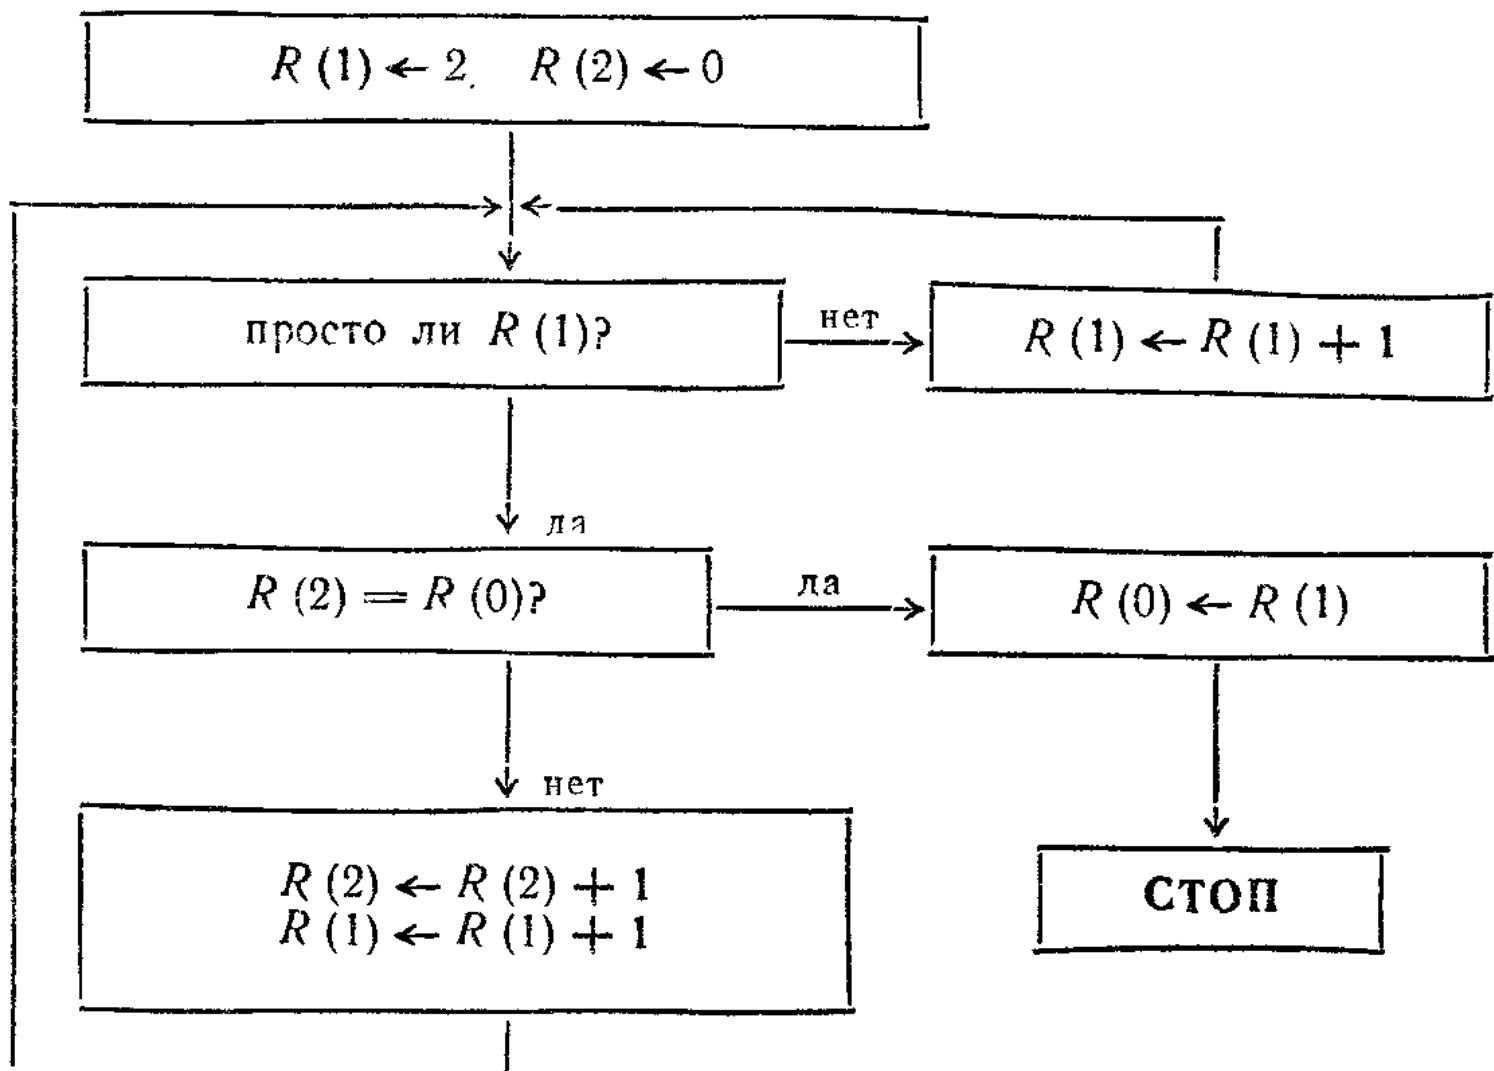 R (1) ← 2. R (2) ← 0
просто ли R (1)?
нет
R (1) ← R (1) + 1
да
R (2) = R (0)?
да
R (0) ← R (1)
нет
R (2) ← R (2) + 1
R (1) ← R (1) + 1
СТОП